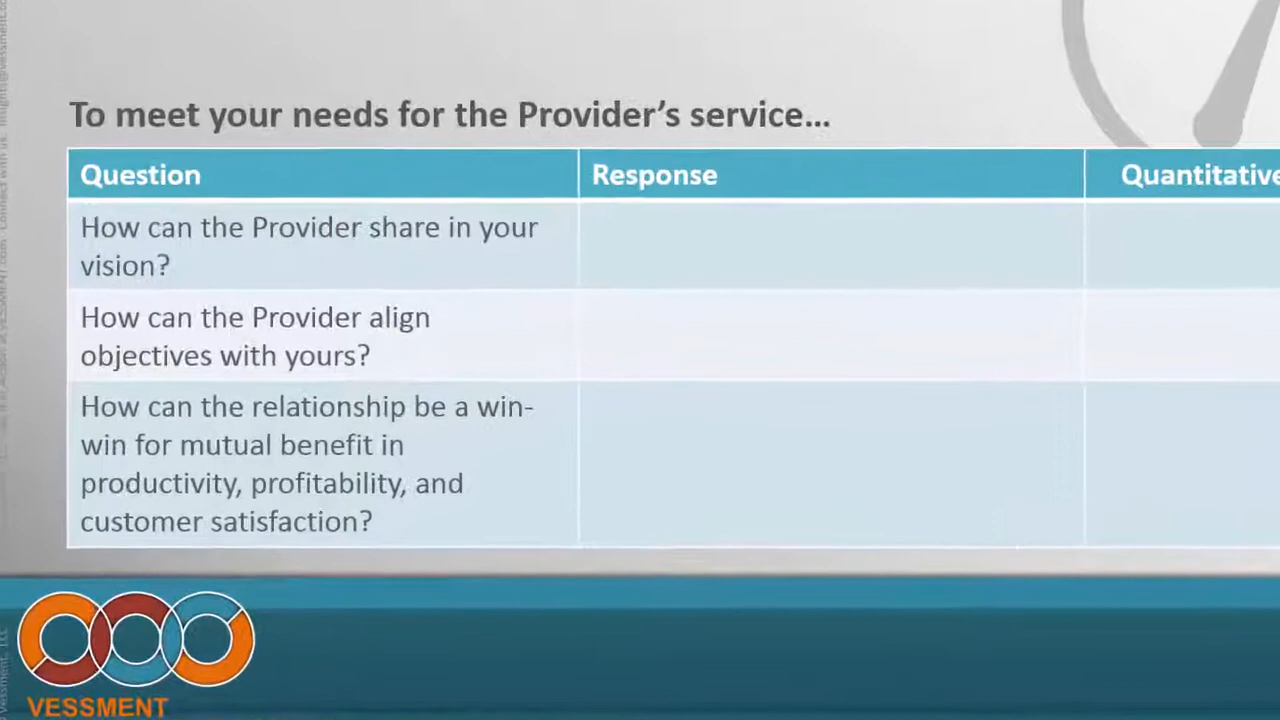 To meet your needs for the Provider’s service…
Question Response Quantitative
How can the Provider share in your
vision?
How can the Provider align
objectives with yours?
How can the relationship be a win-
win for mutual benefit in
productivity, profitability, and
customer satisfaction?
VESSMENT